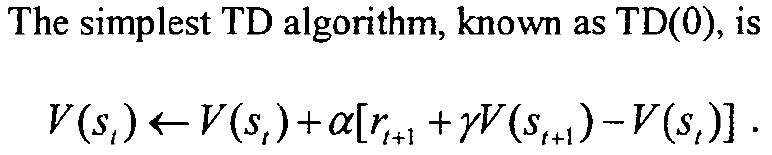 The simplest TD algorithm, known as TD(0), is
V(s_t) ← V(s_t) + α[r_{t+1} + γV(s_{t+1}) − V(s_t)] .